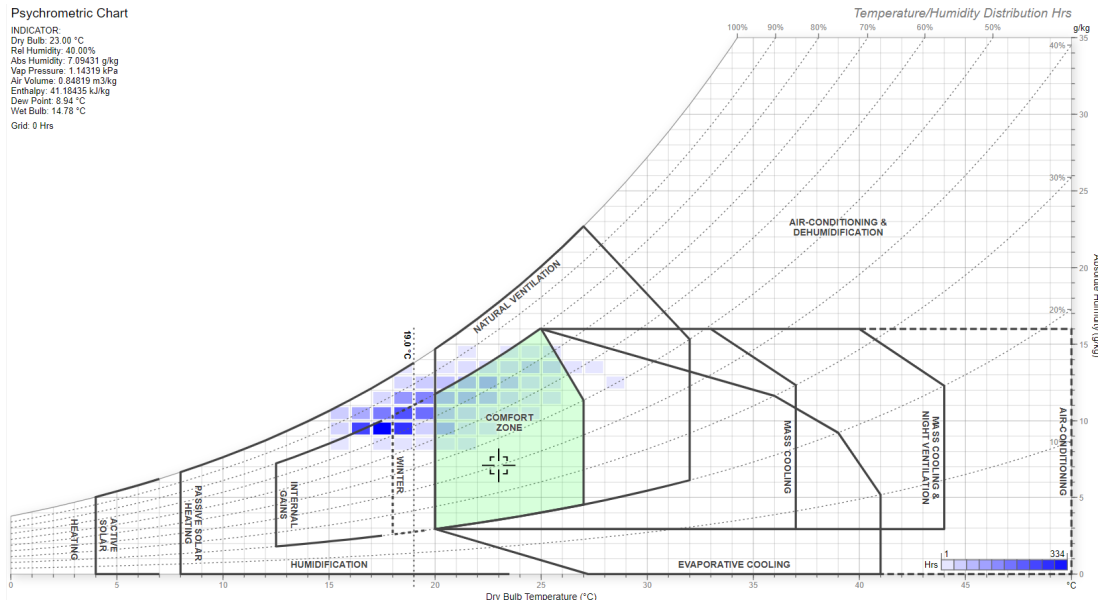 Psychrometric Chart
Temperature/Humidity Distribution Hrs
INDICATOR:
Dry Bulb: 23.00 °C
Rel Humidity: 40.00%
Abs Humidity: 7.09431 g/kg
Vap Pressure: 1.14319 kPa
Air Volume: 0.84819 m3/kg
Enthalpy: 41.18435 kJ/kg
Dew Point: 8.94 °C
Wet Bulb: 14.78 °C
Grid: 0 Hrs
100% 90% 80% 70% 60% 50% g/kg
35
40%
30
30%
25
AIR-CONDITIONING &
DEHUMIDIFICATION
20
20%
NATURAL VENTILATION
19.0 °C
15
10
10%
5
0
Absolute Humidity (g/kg)
COMFORT
ZONE
HEATING
ACTIVE
SOLAR
PASSIVE SOLAR
HEATING
INTERNAL
GAINS
WINTER
MASS COOLING
MASS COOLING &
NIGHT VENTILATION
AIR-CONDITIONING
HUMIDIFICATION
EVAPORATIVE COOLING
1 334
Hrs
0 5 10 15 20 25 30 35 40 45 °C
Dry Bulb Temperature (°C)